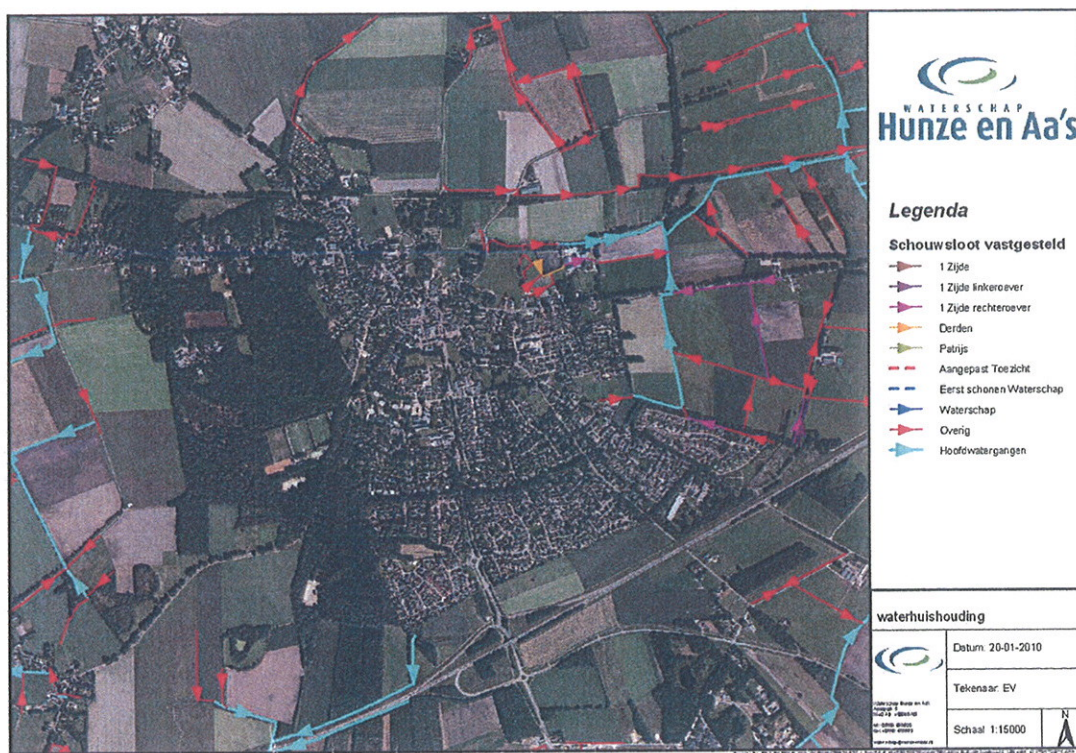 WATERSCHAP
Hunze en Aa's
Legenda
Schouwsloot vastgesteld
1 Zijde
1 Zijde linkeroever
1 Zijde rechteroever
Derden
Patrijs
Aangepast Toezicht
Eerst schonen Waterschap
Waterschap
Overig
Hoofdwatergangen
waterhuishouding
Datum: 20-01-2010
Tekenaar: EV
Schaal 1:15000
N